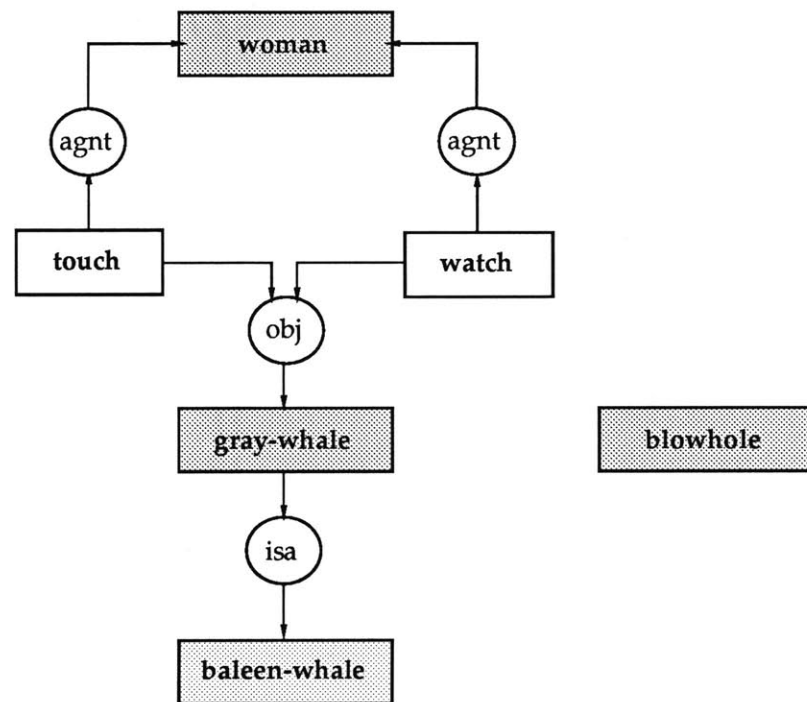 woman
agnt
agnt
touch
watch
obj
gray-whale
blowhole
isa
baleen-whale